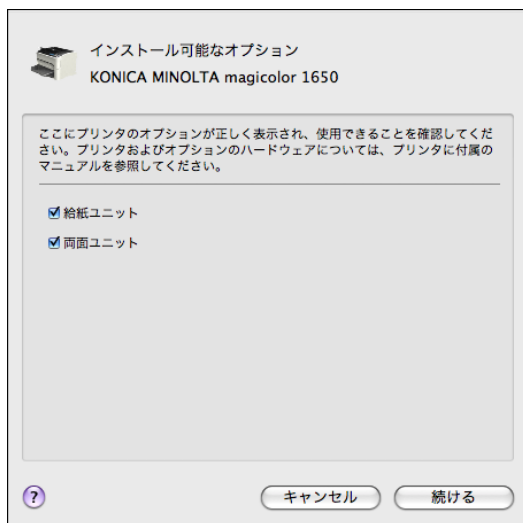 インストール可能なオプション
KONICA MINOLTA magicolor 1650
ここにプリンタのオプションが正しく表示され、使用できることを確認してくだ
さい。プリンタおよびオプションのハードウェアについては、プリンタに付属の
マニュアルを参照してください。
給紙ユニット
両面ユニット
?
キャンセル
続ける